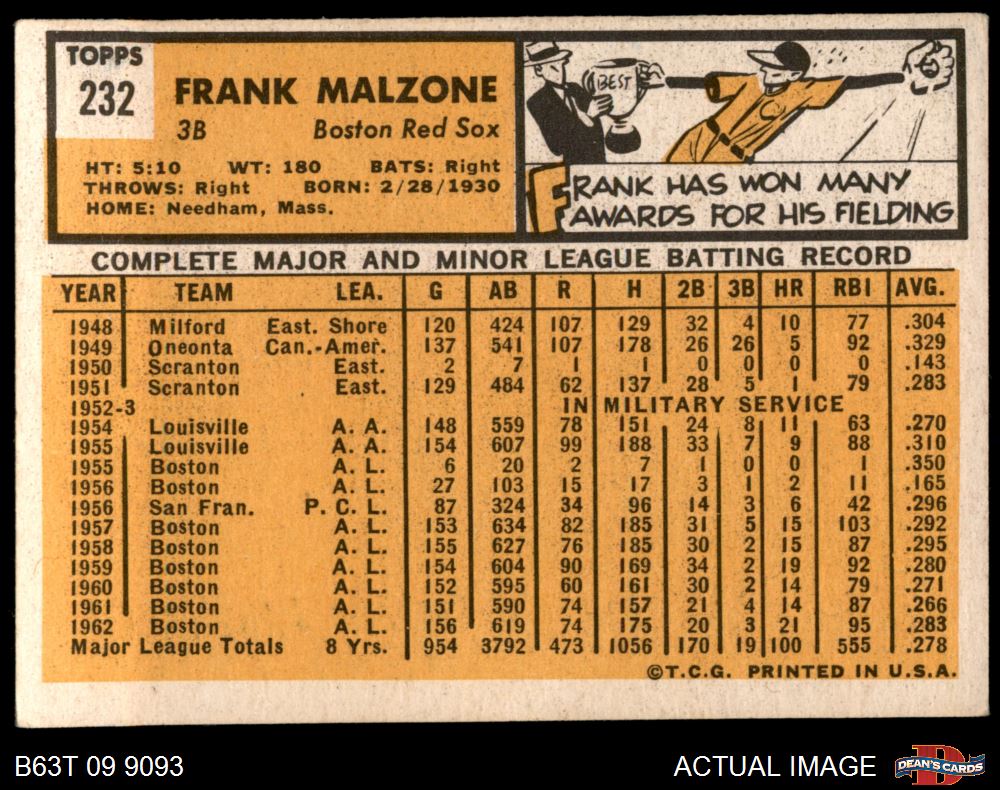 TOPPS
232
FRANK MALZONE
3B Boston Red Sox
HT: 5:10 WT: 180 BATS: Right
THROWS: Right BORN: 2/28/1930
HOME: Needham, Mass.
BEST
FRANK HAS WON MANY
AWARDS FOR HIS FIELDING
COMPLETE MAJOR AND MINOR LEAGUE BATTING RECORD
YEAR TEAM LEA. G AB R H 2B 3B HR RBI AVG.
1948 Milford East. Shore 120 424 107 129 32 4 10 77 .304
1949 Oneonta Can.-Amer. 137 541 107 178 26 26 5 92 .329
1950 Scranton East. 2 7 1 1 0 0 0 0 .143
1951 Scranton East. 129 484 62 137 28 5 1 79 .283
1952-3 IN MILITARY SERVICE
1954 Louisville A. A. 148 559 78 151 24 8 11 63 .270
1955 Louisville A. A. 154 607 99 188 33 7 9 88 .310
1955 Boston A. L. 6 20 2 7 1 0 0 1 .350
1956 Boston A. L. 27 103 15 17 3 1 2 11 .165
1956 San Fran. P. C. L. 87 324 34 96 14 3 6 42 .296
1957 Boston A. L. 153 634 82 185 31 5 15 103 .292
1958 Boston A. L. 155 627 76 185 30 2 15 87 .295
1959 Boston A. L. 154 604 90 169 34 2 19 92 .280
1960 Boston A. L. 152 595 60 161 30 2 14 79 .271
1961 Boston A. L. 151 590 74 157 21 4 14 87 .266
1962 Boston A. L. 156 619 74 175 20 3 21 95 .283
Major League Totals 8 Yrs. 954 3792 473 1056 170 19 100 555 .278
©T.C.G. PRINTED IN U.S.A.
B63T 09 9093 ACTUAL IMAGE DEAN'S CARDS